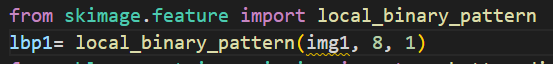 from skimage.feature import local_binary_pattern
lbp1= local_binary_pattern(img1, 8, 1)